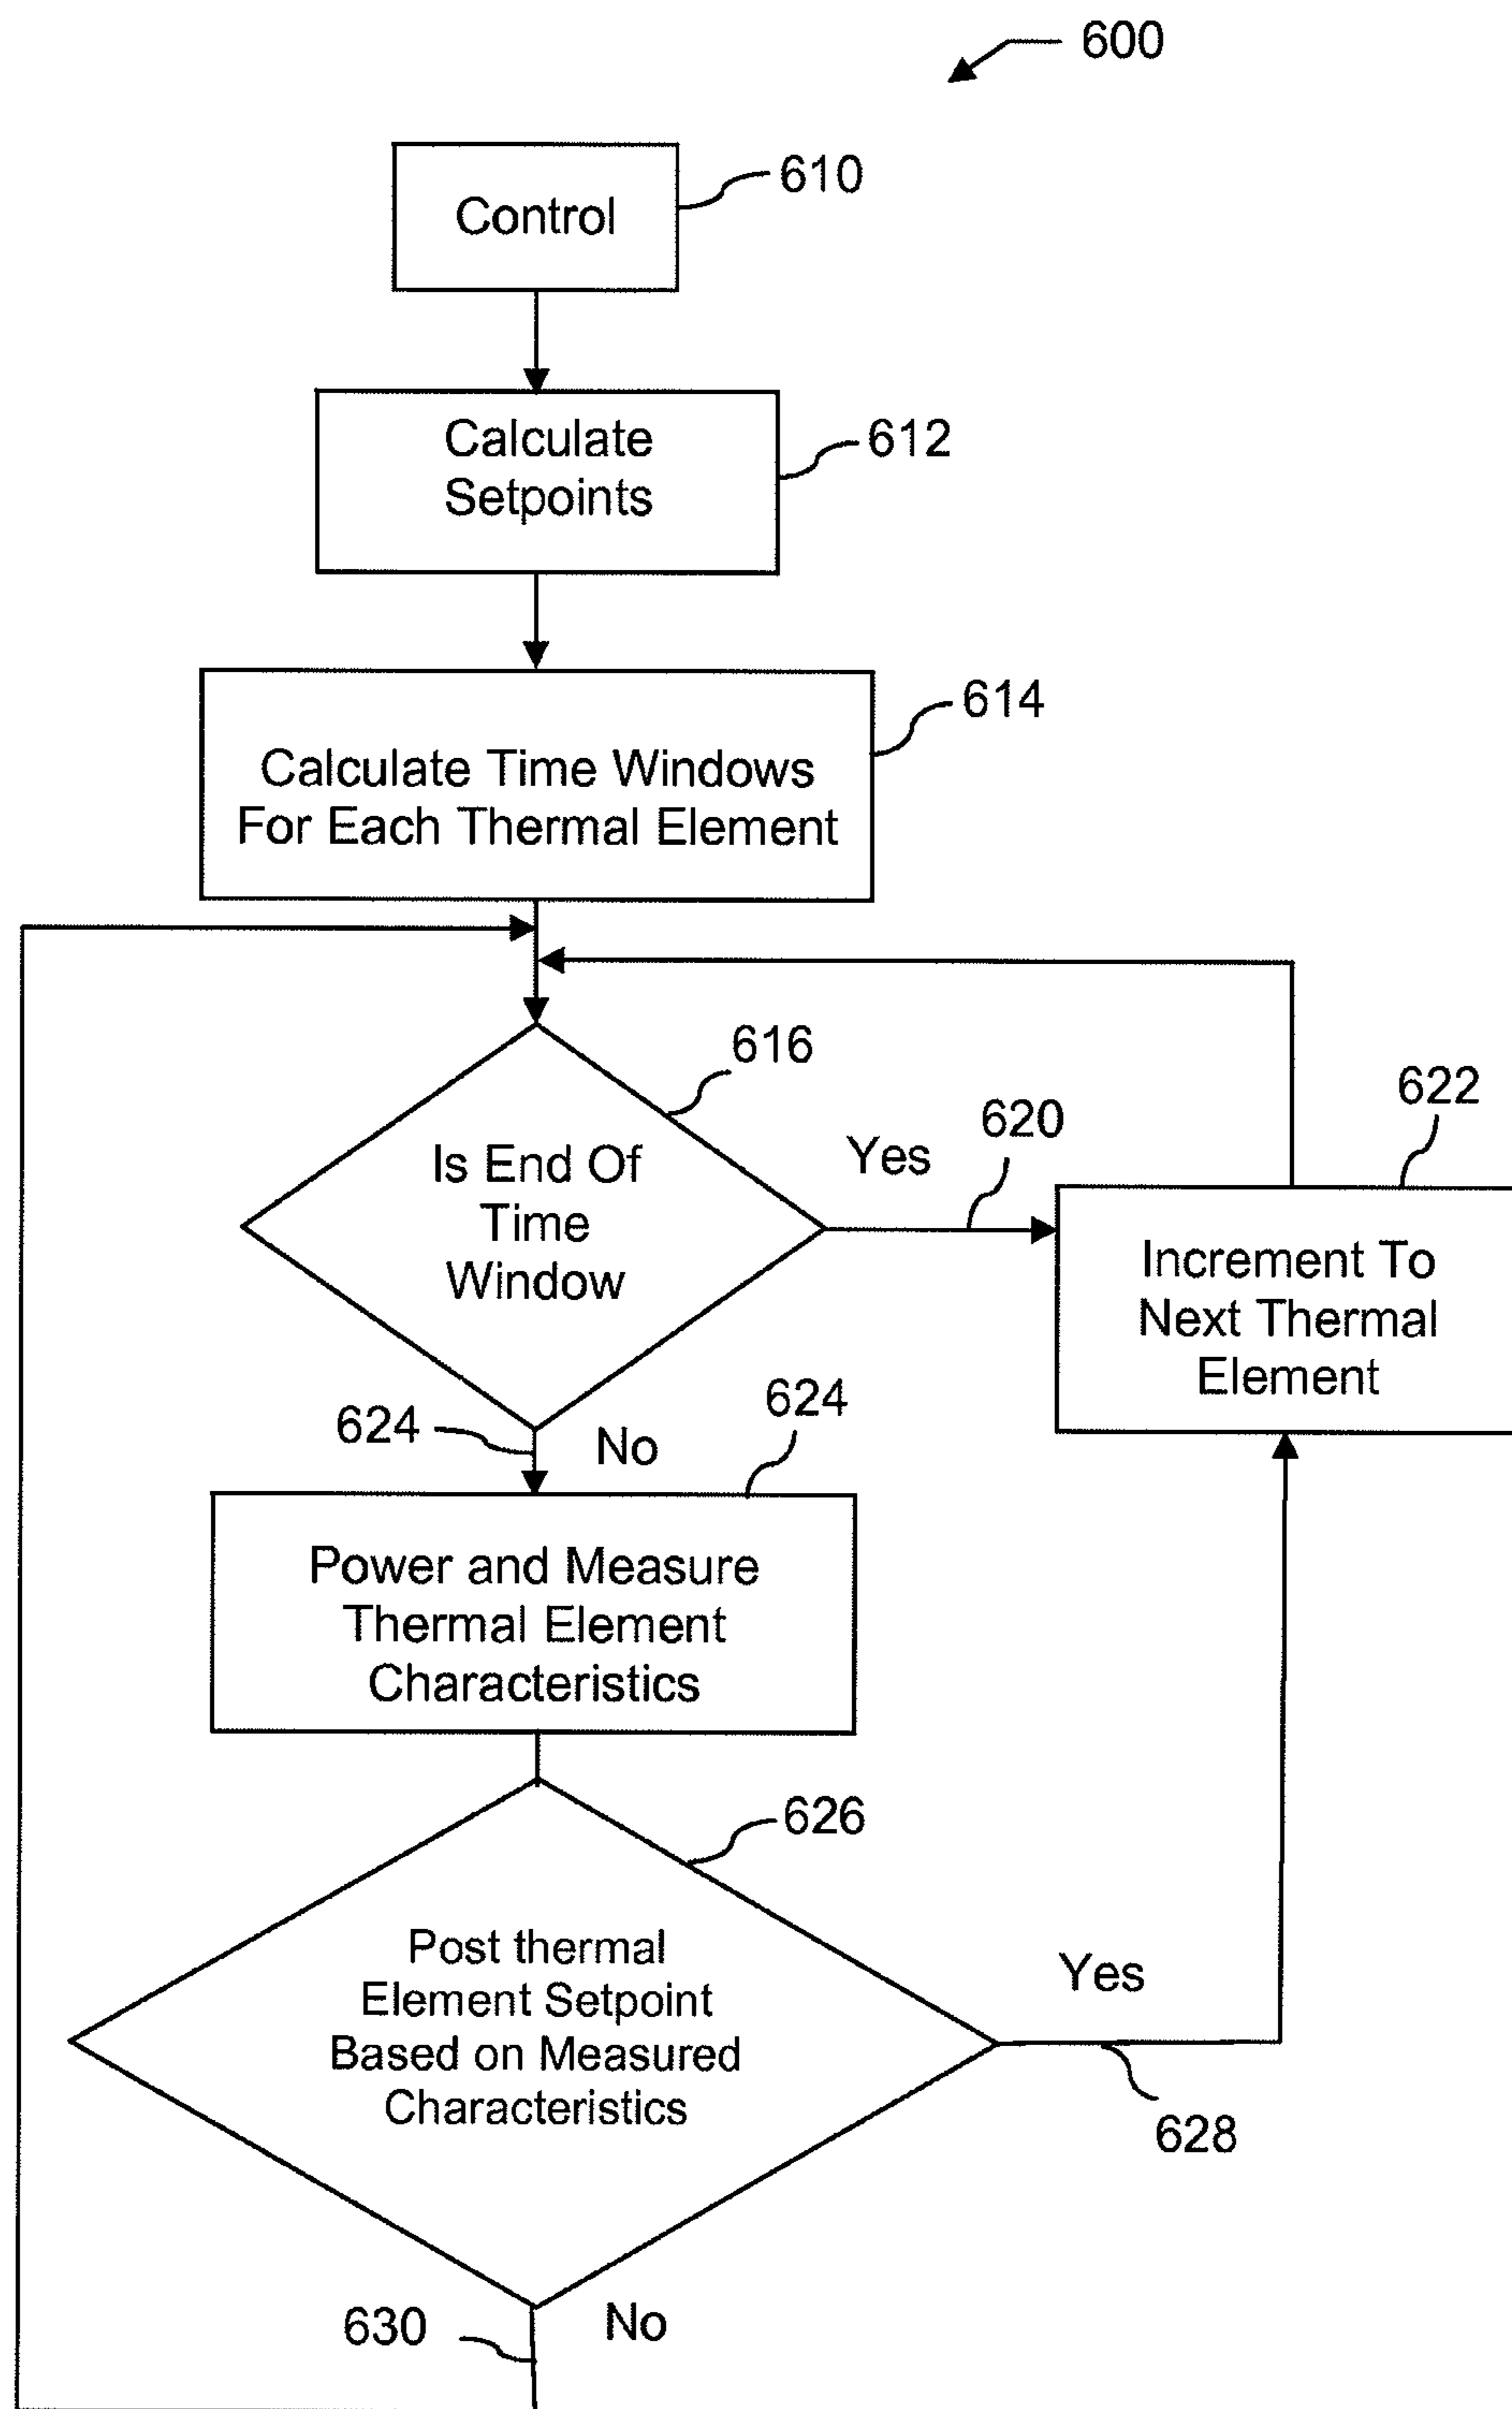 600
Control
610
Calculate
Setpoints
612
614
Calculate Time Windows
For Each Thermal Element
616
Is End Of
Time
Window
Yes
620
622
Increment To
Next Thermal
Element
624
No
624
Power and Measure
Thermal Element
Characteristics
626
Post thermal
Element Setpoint
Based on Measured
Characteristics
Yes
628
630
No